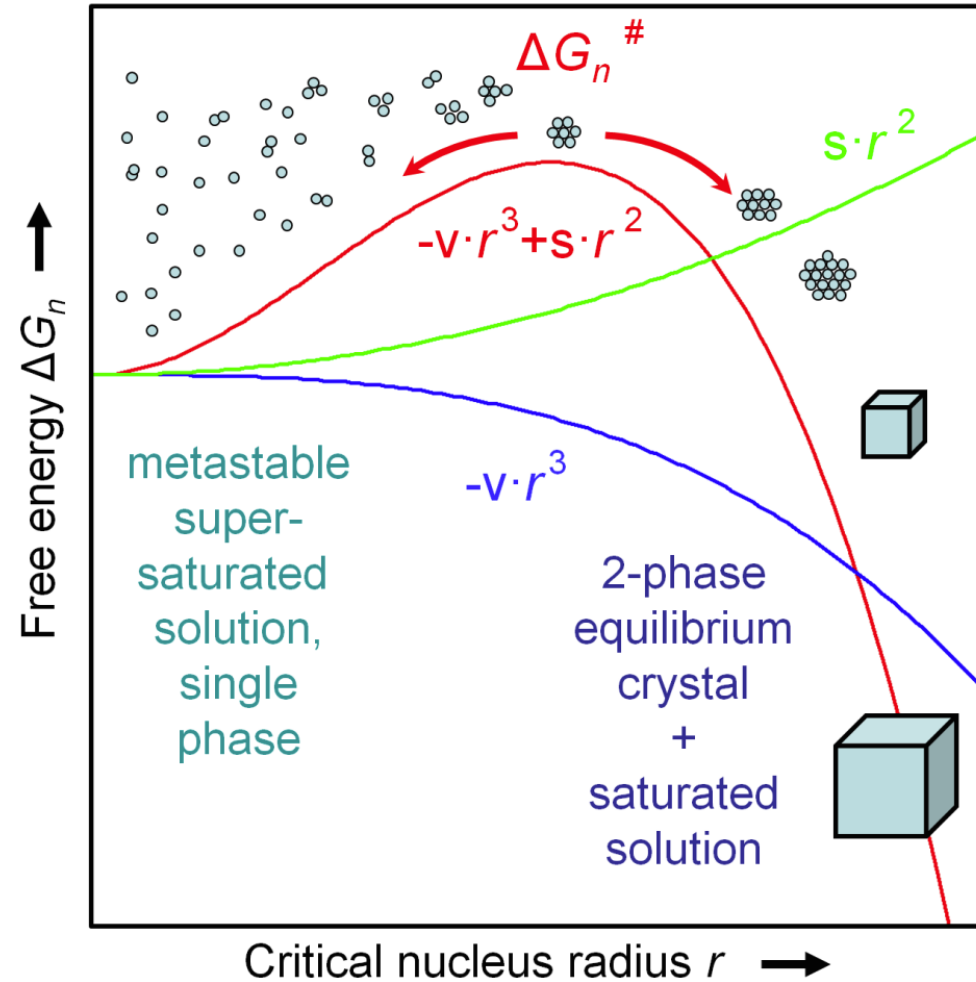 ΔGₙ#
s·r²
-v·r³+s·r²
Free energy ΔGₙ
-v·r³
metastable
super-
saturated
solution,
single
phase
2-phase
equilibrium
crystal
+
saturated
solution
Critical nucleus radius r